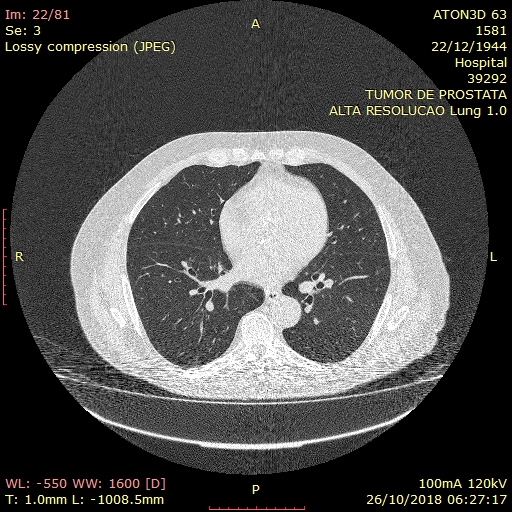 Im: 22/81
Se: 3
Lossy compression (JPEG)
A
ATON3D 63
1581
22/12/1944
Hospital
39292
TUMOR DE PROSTATA
ALTA RESOLUCAO Lung 1.0
R
L
WL: -550 WW: 1600 [D]
T: 1.0mm L: -1008.5mm
P
100mA 120kV
26/10/2018 06:27:17